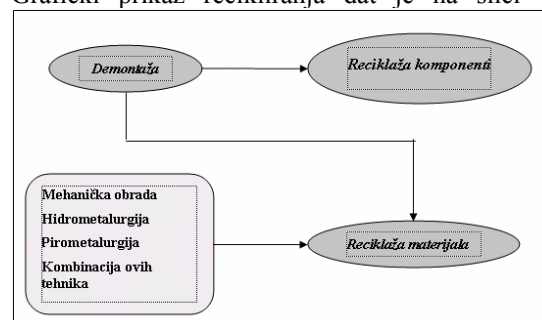 Grafički prikaz recikliranja dat je na slici
Demontaža
Reciklaža komponenti
Mehanička obrada
Hidrometalurgija
Pirometalurgija
Kombinacija ovih
tehnika
Reciklaža materijala